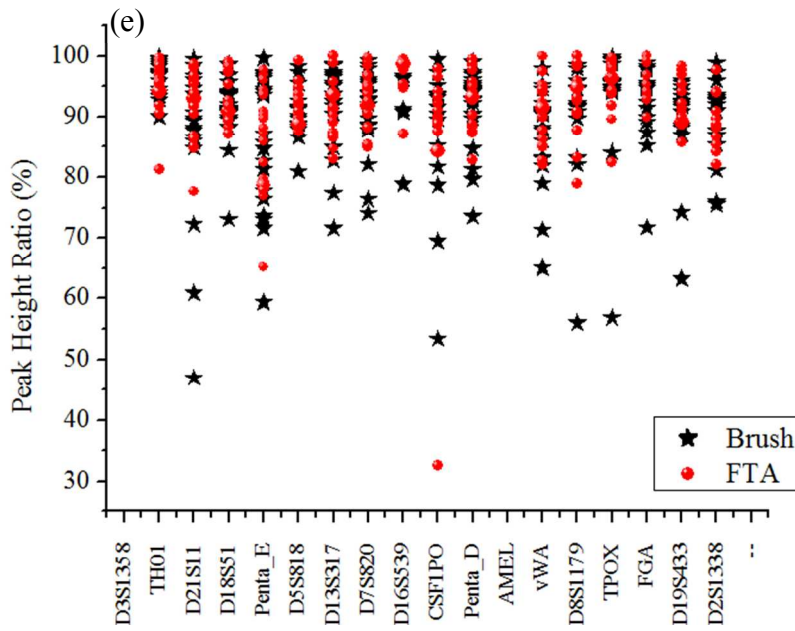 (e)
Peak Height Ratio (%)
100
90
80
70
60
50
40
30
Brush
FTA
D3S1358
TH01
D21S11
D18S51
Penta_E
D5S818
D13S317
D7S820
D16S539
CSF1PO
Penta_D
AMEL
vWA
D8S1179
TPOX
FGA
D19S433
D2S1338
--